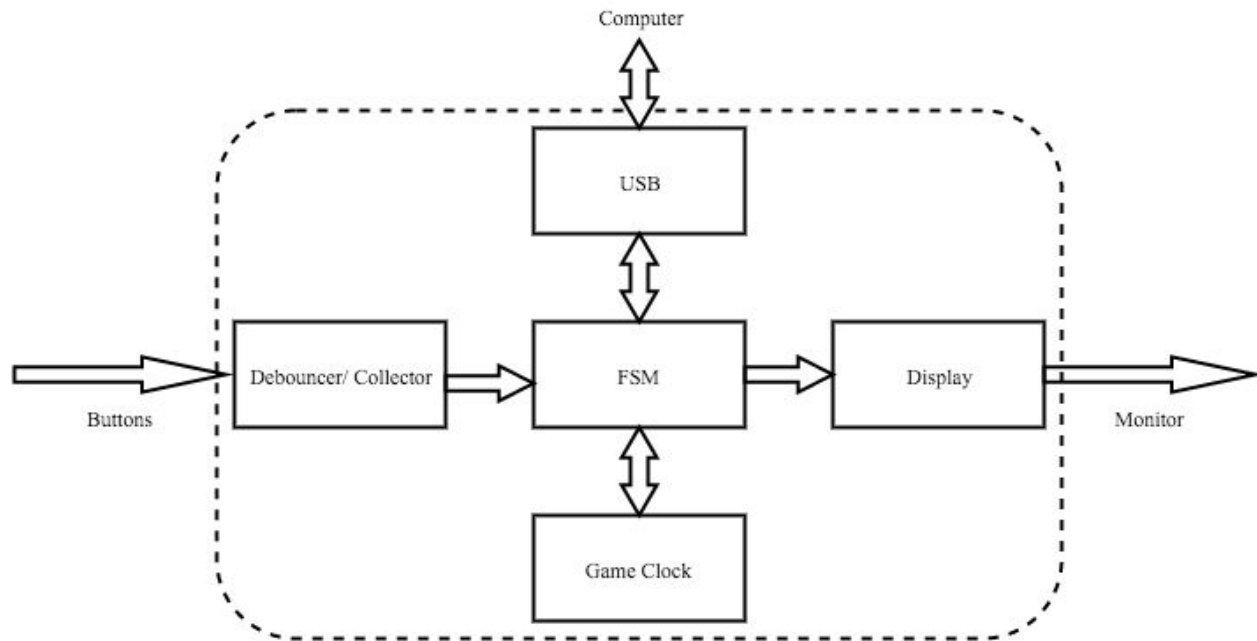 Computer
USB
Debouncer/ Collector
FSM
Display
Buttons
Monitor
Game Clock